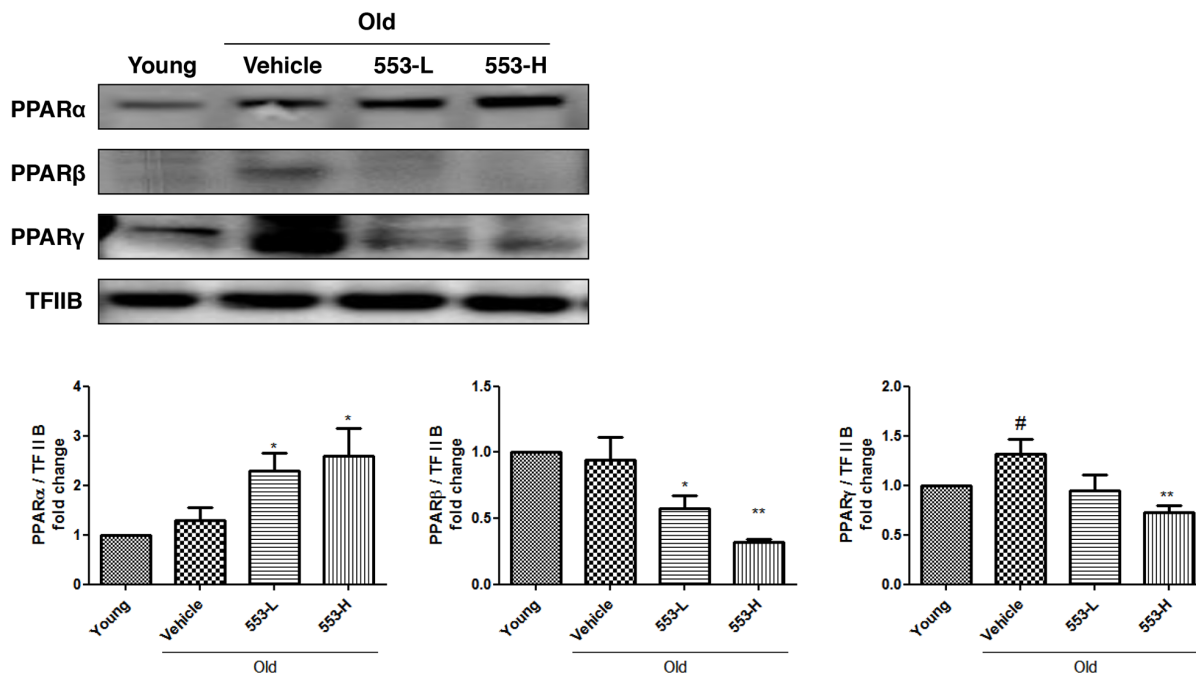 Old
Young Vehicle 553-L 553-H
PPARα
PPARβ
PPARγ
TFIIB
PPARα / TF II B
fold change
4
3
2
1
0
*
*
Young
Vehicle
553-L
553-H
Old
PPARβ / TF II B
fold change
1.5
1.0
0.5
0.0
*
**
Young
Vehicle
553-L
553-H
Old
PPARγ / TF II B
fold change
2.0
1.5
1.0
0.5
0.0
#
**
Young
Vehicle
553-L
553-H
Old